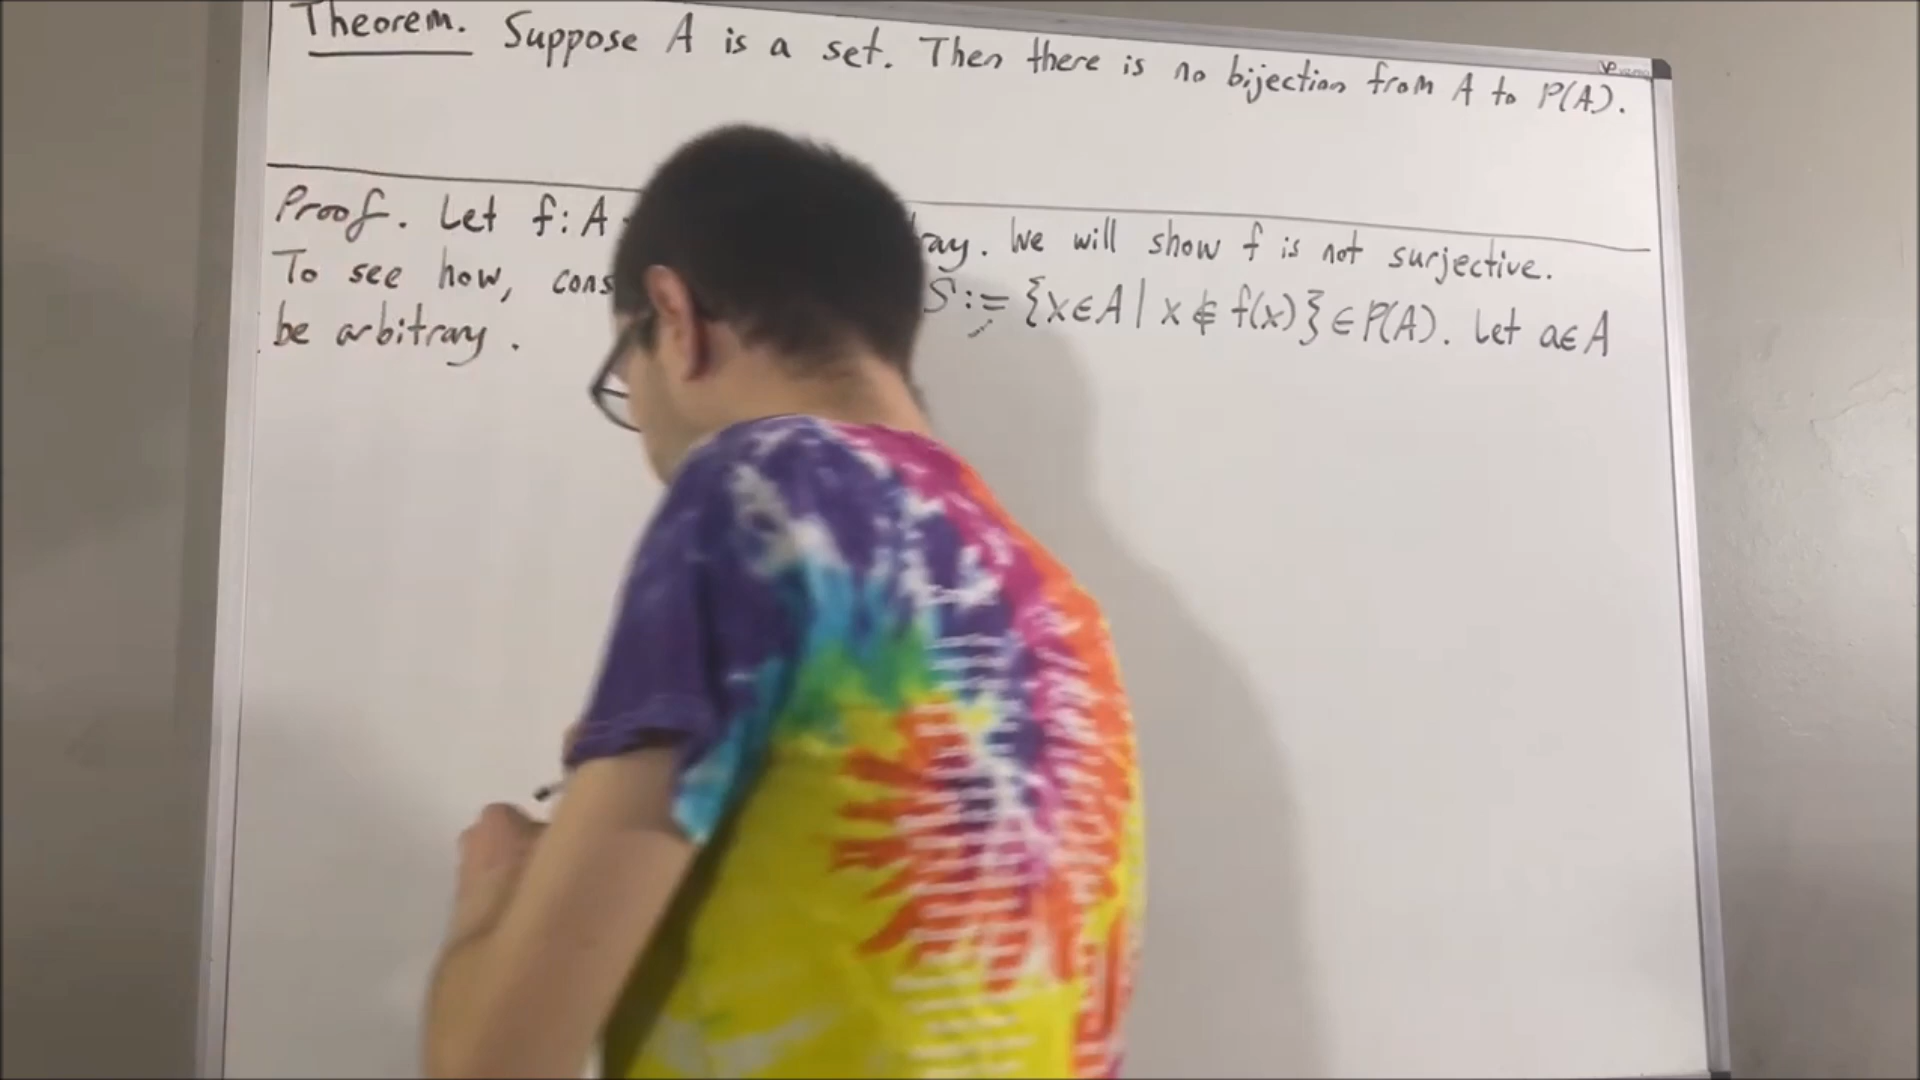 Theorem. Suppose A is a set. Then there is no bijection from A to P(A).
Proof. Let f: A ray. We will show f is not surjective.
To see how, cons S := {x ∈ A | x ∉ f(x)} ∈ P(A). Let a ∈ A
be arbitray.